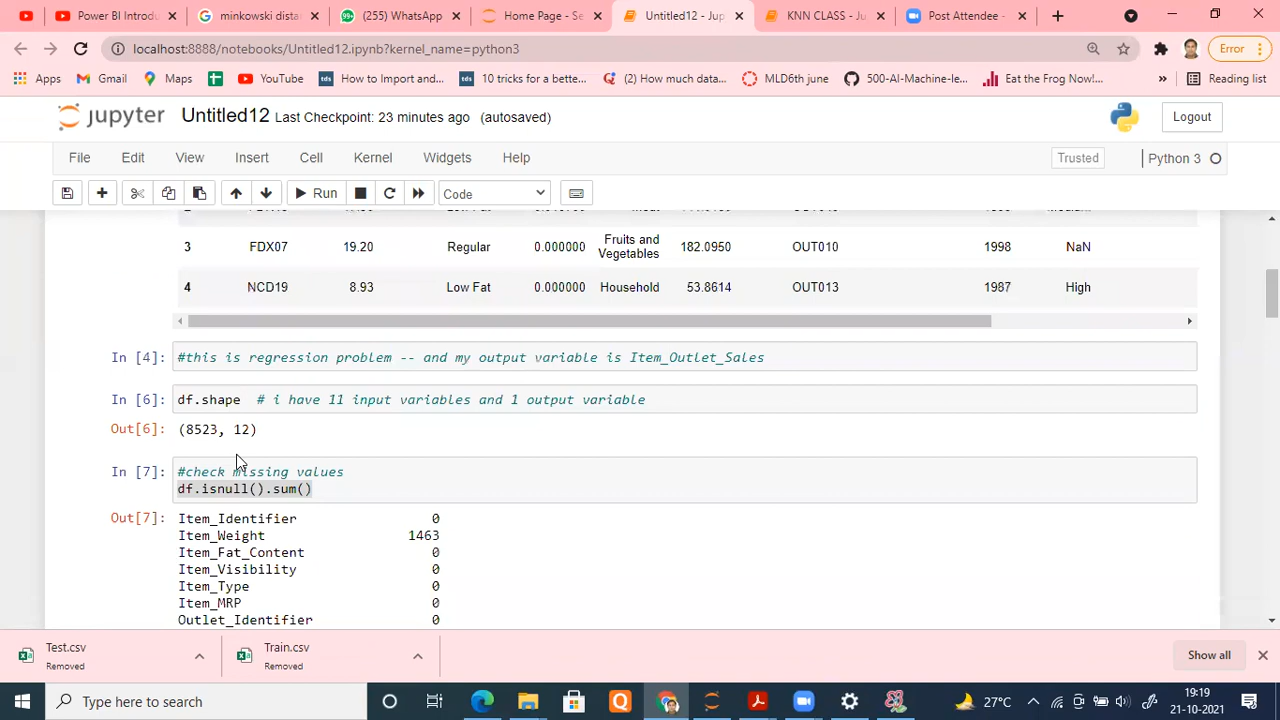 Power BI Introdu
minkowski distan
(255) WhatsApp
Home Page - Se
Untitled12 - Jup
KNN CLASS - Ju
Post Attendee -
localhost:8888/notebooks/Untitled12.ipynb?kernel_name=python3
Error
Apps
Gmail
Maps
YouTube
How to Import and...
10 tricks for a bette...
(2) How much data...
MLD6th june
500-AI-Machine-le...
Eat the Frog Now!...
Reading list
jupyter Untitled12 Last Checkpoint: 23 minutes ago (autosaved)
Logout
File Edit View Insert Cell Kernel Widgets Help
Trusted
Python 3
Run
Code
3 FDX07 19.20 Regular 0.000000 Fruits and Vegetables 182.0950 OUT010 1998 NaN
4 NCD19 8.93 Low Fat 0.000000 Household 53.8614 OUT013 1987 High
In [4]: #this is regression problem -- and my output variable is Item_Outlet_Sales
In [6]: df.shape # i have 11 input variables and 1 output variable
Out[6]: (8523, 12)
In [7]: #check missing values
df.isnull().sum()
Out[7]: Item_Identifier 0
Item_Weight 1463
Item_Fat_Content 0
Item_Visibility 0
Item_Type 0
Item_MRP 0
Outlet_Identifier 0
Test.csv
Removed
Train.csv
Removed
Show all
Type here to search
27°C
19:19
21-10-2021